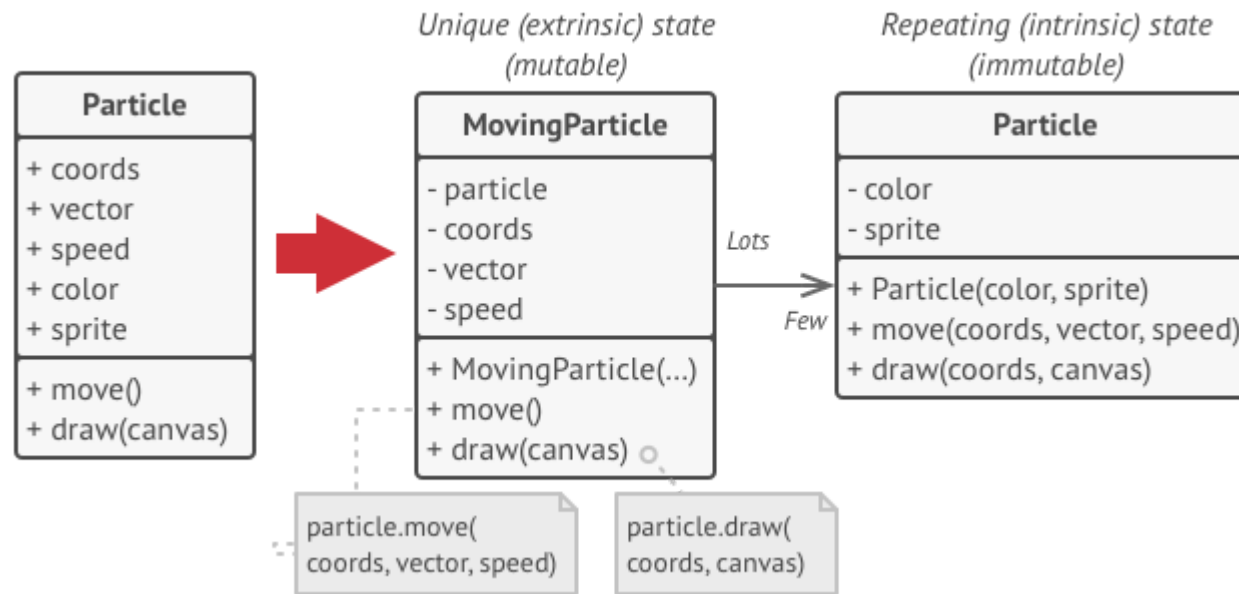 Particle
+ coords
+ vector
+ speed
+ color
+ sprite
+ move()
+ draw(canvas)
Unique (extrinsic) state
(mutable)
MovingParticle
- particle
- coords
- vector
- speed
+ MovingParticle(...)
+ move()
+ draw(canvas)
particle.move(
coords, vector, speed)
particle.draw(
coords, canvas)
Lots
Few
Repeating (intrinsic) state
(immutable)
Particle
- color
- sprite
+ Particle(color, sprite)
+ move(coords, vector, speed)
+ draw(coords, canvas)